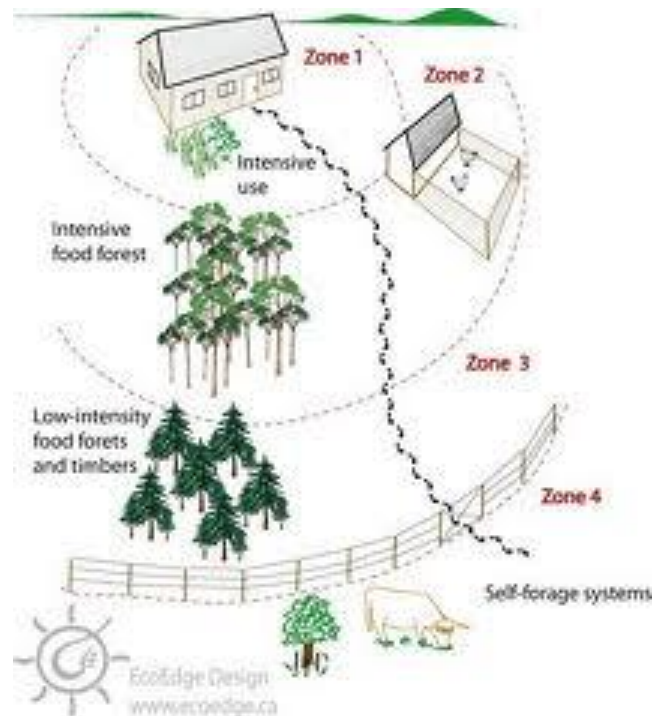 Zone 1
Zone 2
Intensive
use
Intensive
food forest
Zone 3
Low-intensity
food forets
and timbers
Zone 4
Self-forage systems
EcoEdge Design
www.ecoedge.ca